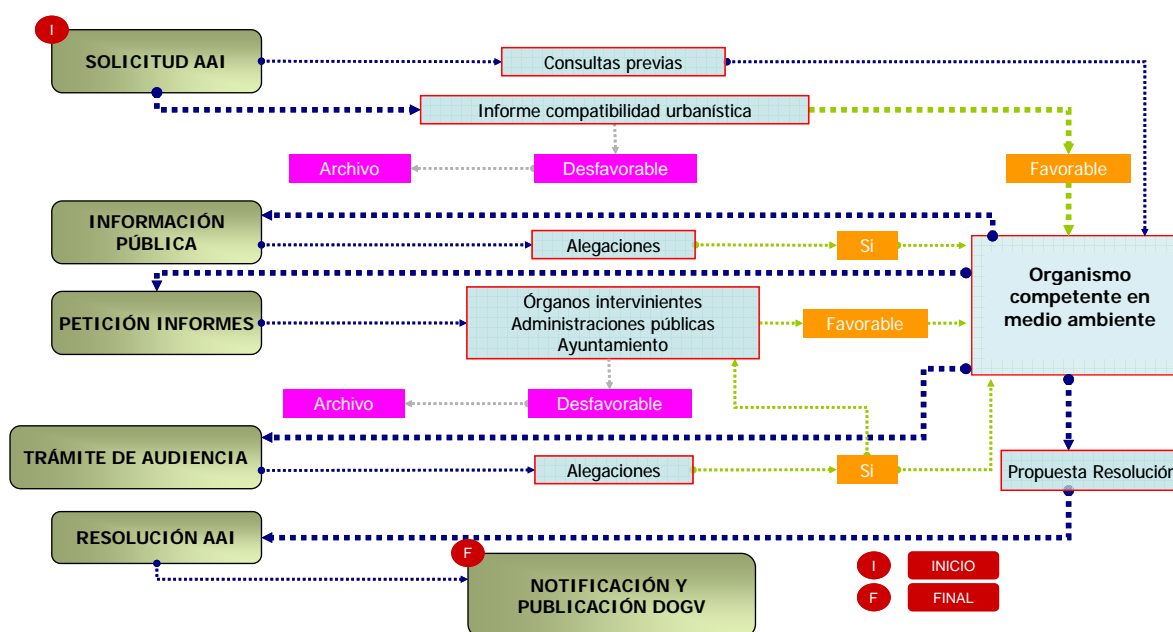 I
SOLICITUD AAI
Consultas previas
Informe compatibilidad urbanística
Archivo
Desfavorable
Favorable
INFORMACIÓN
PÚBLICA
Alegaciones
Si
Organismo
competente en
medio ambiente
PETICIÓN INFORMES
Órganos intervinientes
Administraciones públicas
Ayuntamiento
Favorable
Archivo
Desfavorable
TRÁMITE DE AUDIENCIA
Alegaciones
Si
Propuesta Resolución
RESOLUCIÓN AAI
F
NOTIFICACIÓN Y
PUBLICACIÓN DOGV
I
INICIO
F
FINAL